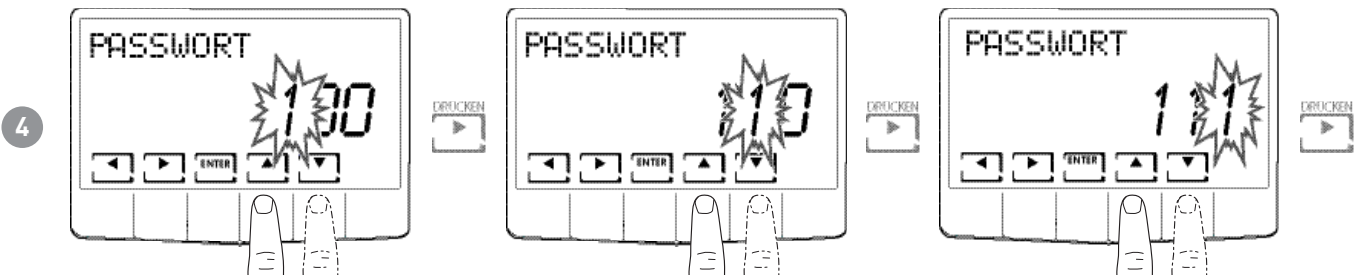 4
PASSWORT
100
ENTER
DRUCKEN
PASSWORT
110
ENTER
DRUCKEN
PASSWORT
111
ENTER
DRUCKEN